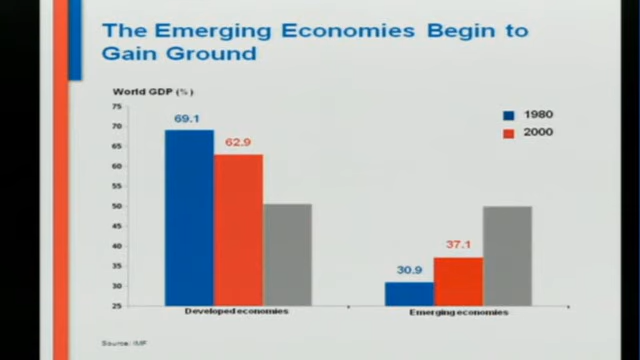 The Emerging Economies Begin to
Gain Ground
World GDP (%)
75
70
65
60
55
50
45
40
35
30
25
69.1
62.9
30.9
37.1
1980
2000
Developed economies
Emerging economies
Source: IMF